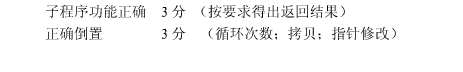 子程序功能正确 3 分 （按要求得出返回结果）
正确倒置 3 分 （循环次数；拷贝；指针修改）